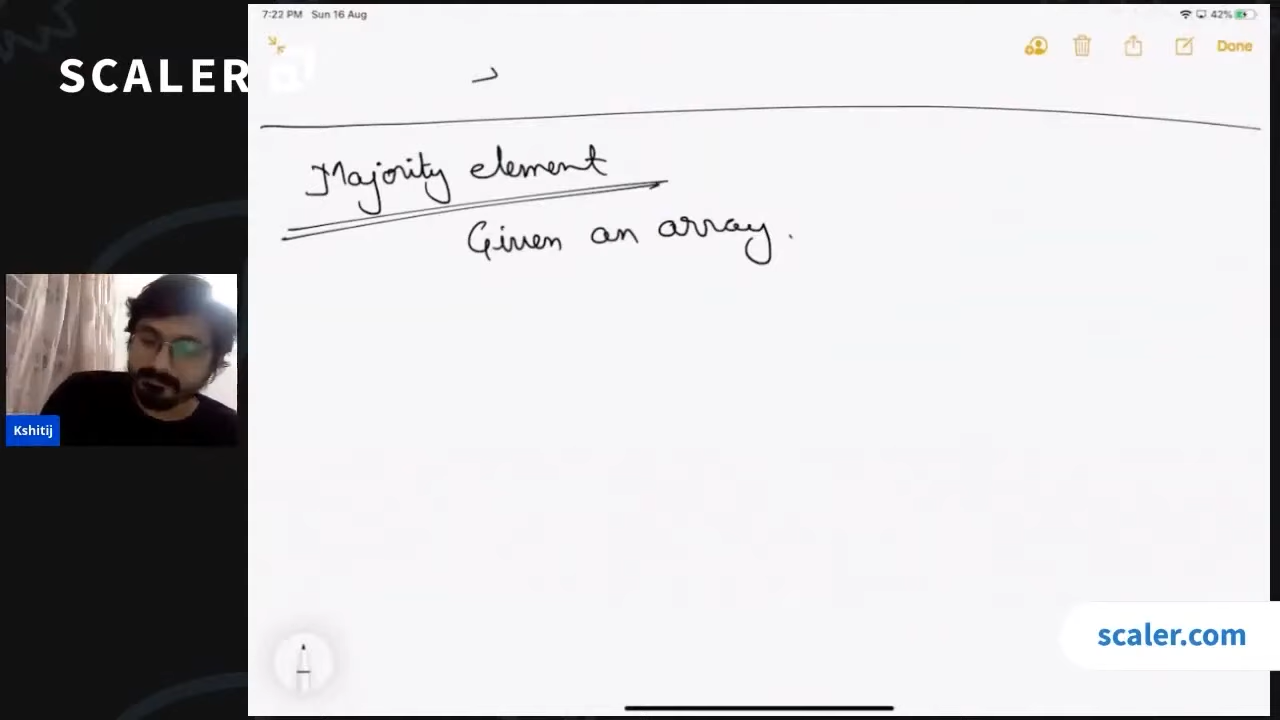 7:22 PM Sun 16 Aug
42%
SCALER
Done
Majority element
Given an array.
Kshitij
scaler.com